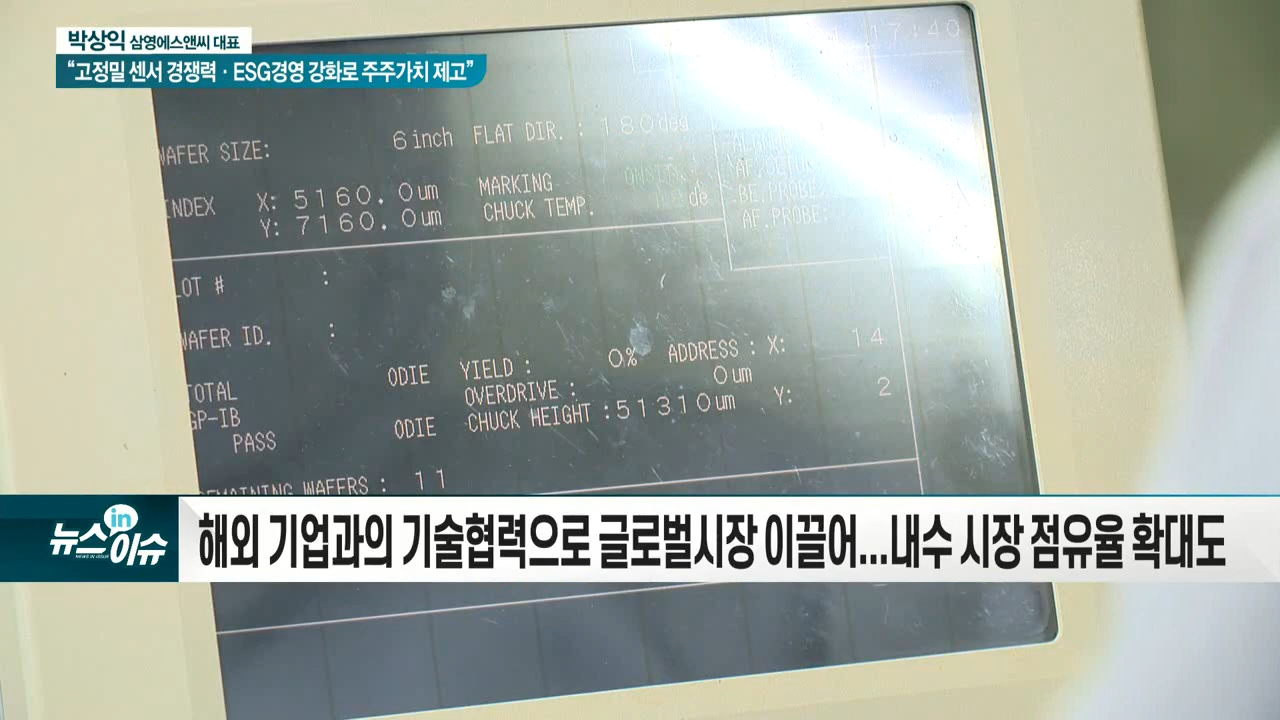 박상익 삼영에스앤씨 대표
“고정밀 센서 경쟁력 · ESG경영 강화로 주주가치 제고”
17:40
WAFER SIZE: 6inch FLAT DIR. : 180deg
INDEX X: 5160.0um MARKING
Y: 7160.0um CHUCK TEMP. de
AF.PROBE:
LOT # :
WAFER ID. :
TOTAL 0DIE YIELD : 0% ADDRESS : X: 14
GP-IB OVERDRIVE : 0um
PASS 0DIE CHUCK HEIGHT :51310um Y: 2
REMAINING WAFERS : 11
뉴스in이슈
해외 기업과의 기술협력으로 글로벌시장 이끌어...내수 시장 점유율 확대도